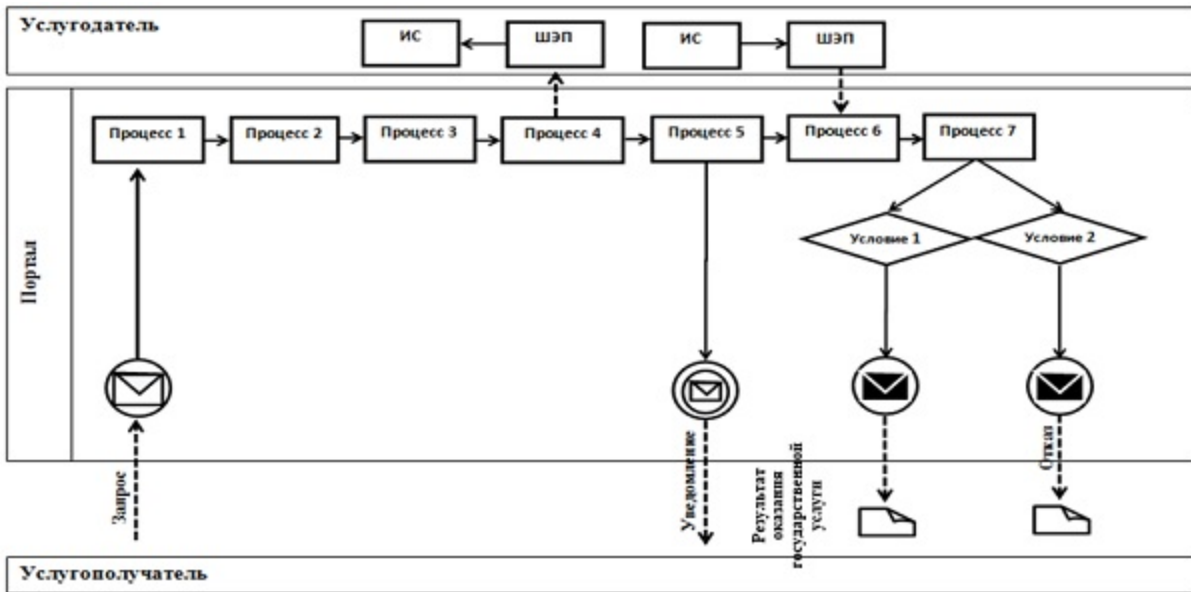 Услугодатель
ИС
ШЭП
ИС
ШЭП
Портал
Процесс 1
Процесс 2
Процесс 3
Процесс 4
Процесс 5
Процесс 6
Процесс 7
Условие 1
Условие 2
Запрос
Уведомление
Результат
оказания
государственной
услуги
Отказ
Услугополучатель